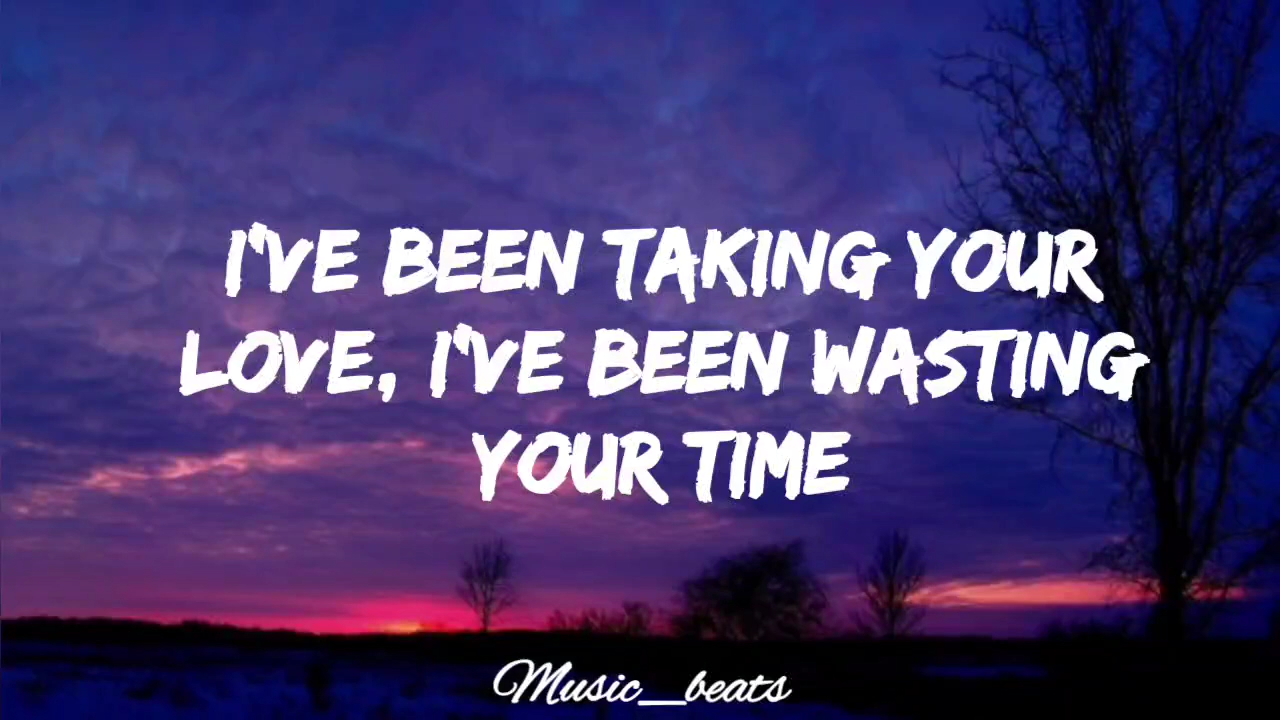 I'VE BEEN TAKING YOUR
LOVE, I'VE BEEN WASTING
YOUR TIME
Music_beats